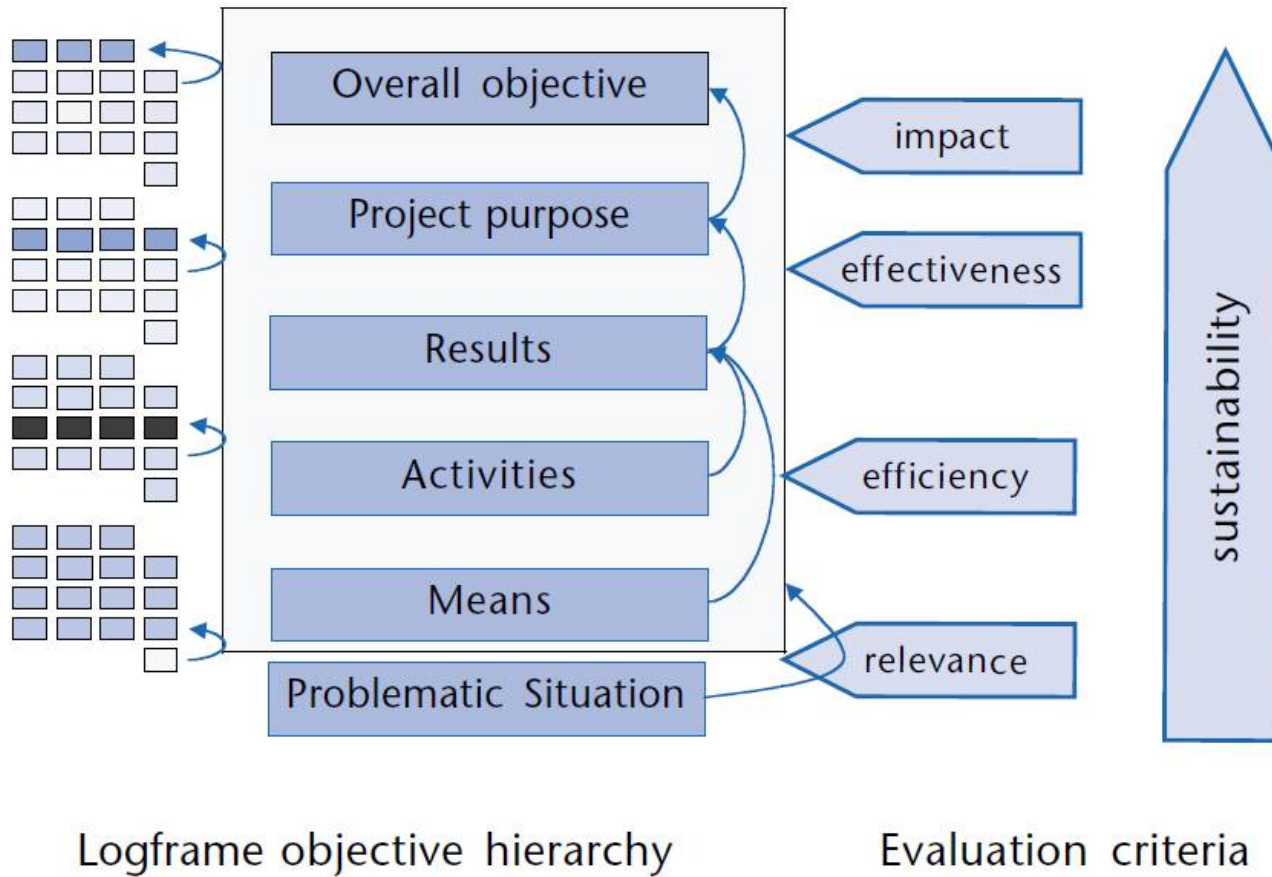 Overall objective
impact
Project purpose
effectiveness
Results
Activities
efficiency
Means
relevance
Problematic Situation
sustainability
Logframe objective hierarchy
Evaluation criteria